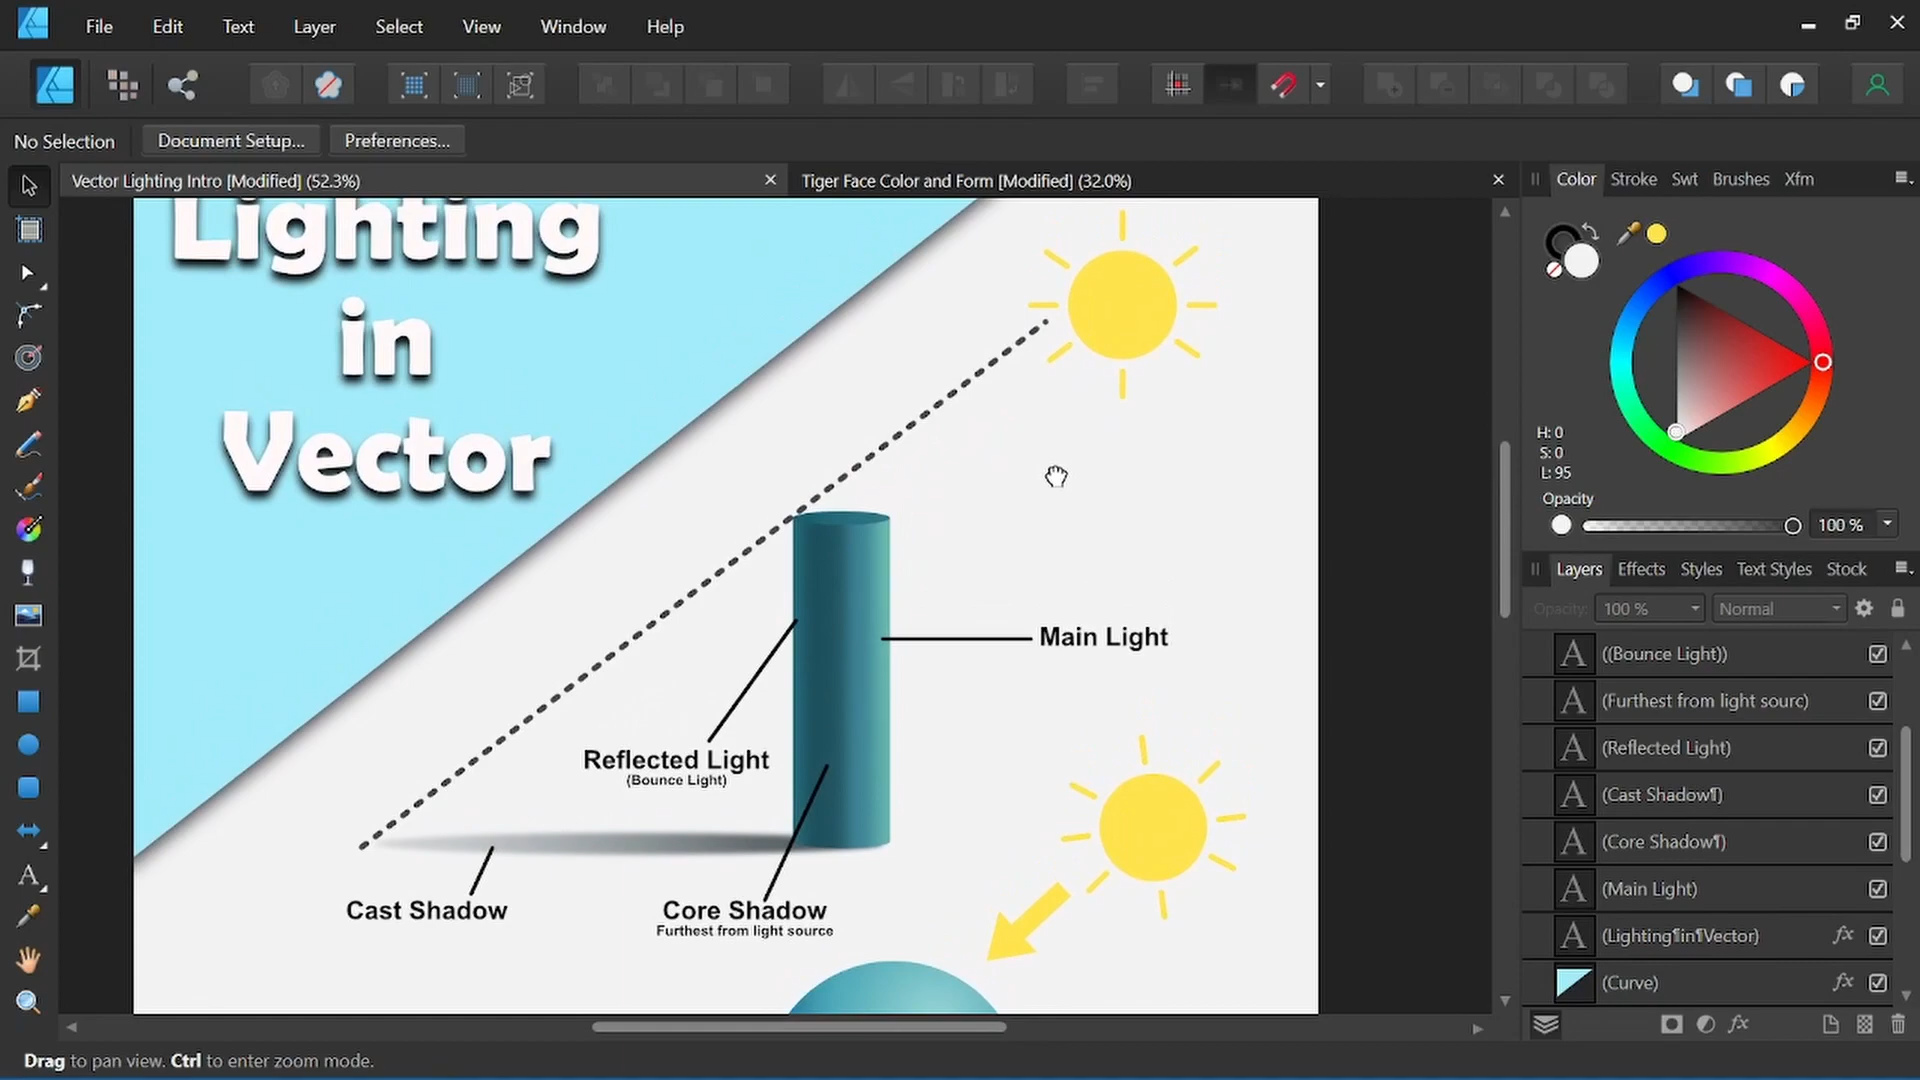 File Edit Text Layer Select View Window Help
No Selection Document Setup... Preferences...
Vector Lighting Intro [Modified] (52.3%)
Tiger Face Color and Form [Modified] (32.0%)
Color Stroke Swt Brushes Xfm
Lighting
in
Vector
Main Light
Reflected Light
(Bounce Light)
Cast Shadow
Core Shadow
Furthest from light source
H: 0
S: 0
L: 95
Opacity
100 %
Layers Effects Styles Text Styles Stock
Opacity: 100 % Normal
((Bounce Light))
(Furthest from light sourc)
(Reflected Light)
(Cast Shadow¶)
(Core Shadow¶)
(Main Light)
(Lighting¶in¶Vector) fx
(Curve) fx
fx
Drag to pan view. Ctrl to enter zoom mode.